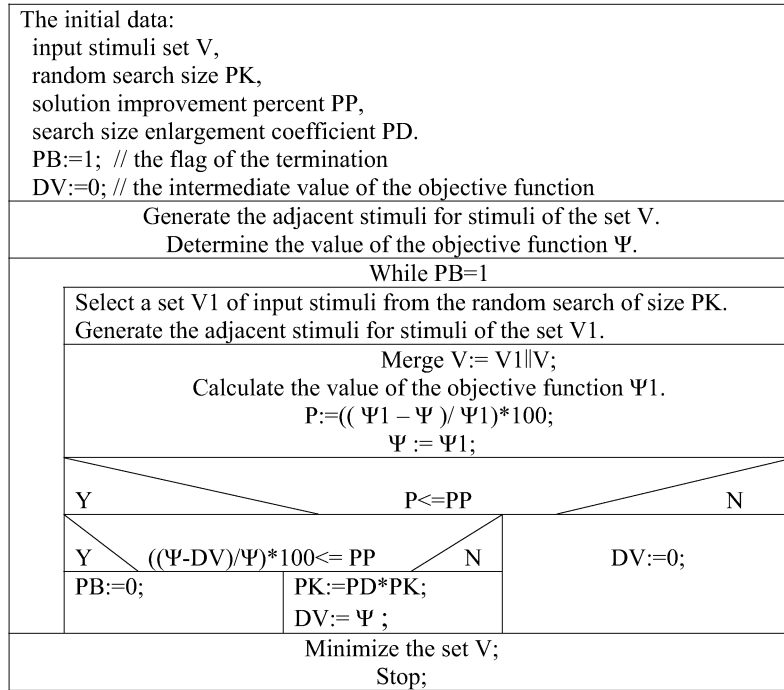 The initial data:
input stimuli set V,
random search size PK,
solution improvement percent PP,
search size enlargement coefficient PD.
PB:=1; // the flag of the termination
DV:=0; // the intermediate value of the objective function
Generate the adjacent stimuli for stimuli of the set V.
Determine the value of the objective function Ψ.
While PB=1
Select a set V1 of input stimuli from the random search of size PK.
Generate the adjacent stimuli for stimuli of the set V1.
Merge V:= V1||V;
Calculate the value of the objective function Ψ1.
P:=(( Ψ1 – Ψ )/ Ψ1)*100;
Ψ := Ψ1;
Y P<=PP N
Y ((Ψ-DV)/Ψ)*100<= PP N DV:=0;
PB:=0; PK:=PD*PK;
DV:= Ψ ;
Minimize the set V;
Stop;